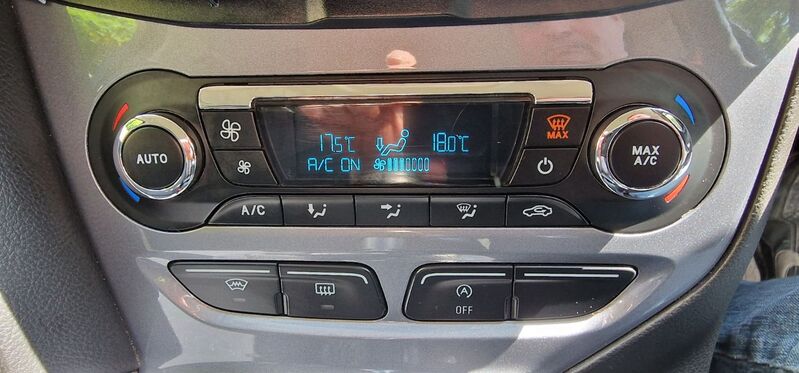 MAX
17.5°C 18.0°C
AUTO
A/C ON
MAX
A/C
A/C
A
OFF